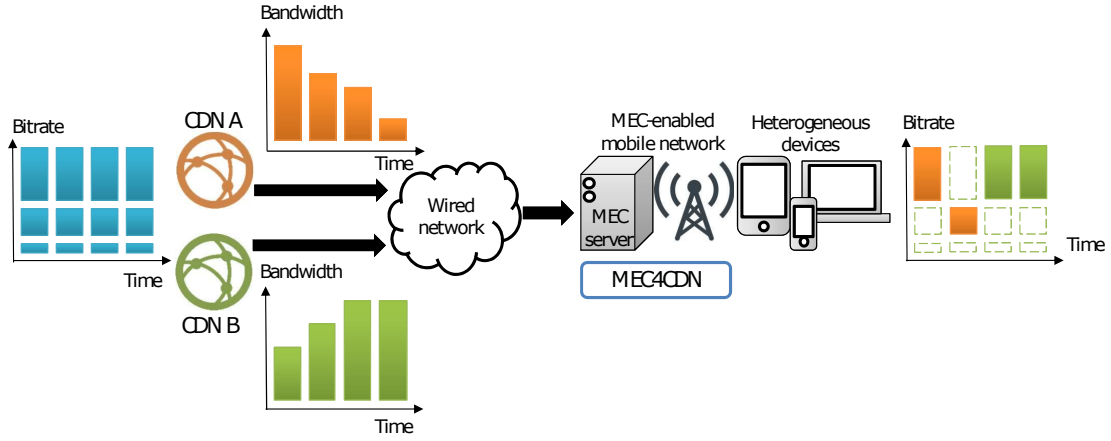 Bandwidth
CDN A
Time
Bitrate
Time
CDN B
Bandwidth
Time
Wired
network
MEC-enabled
mobile network
MEC
server
MEC4CDN
Heterogeneous
devices
Bitrate
Time